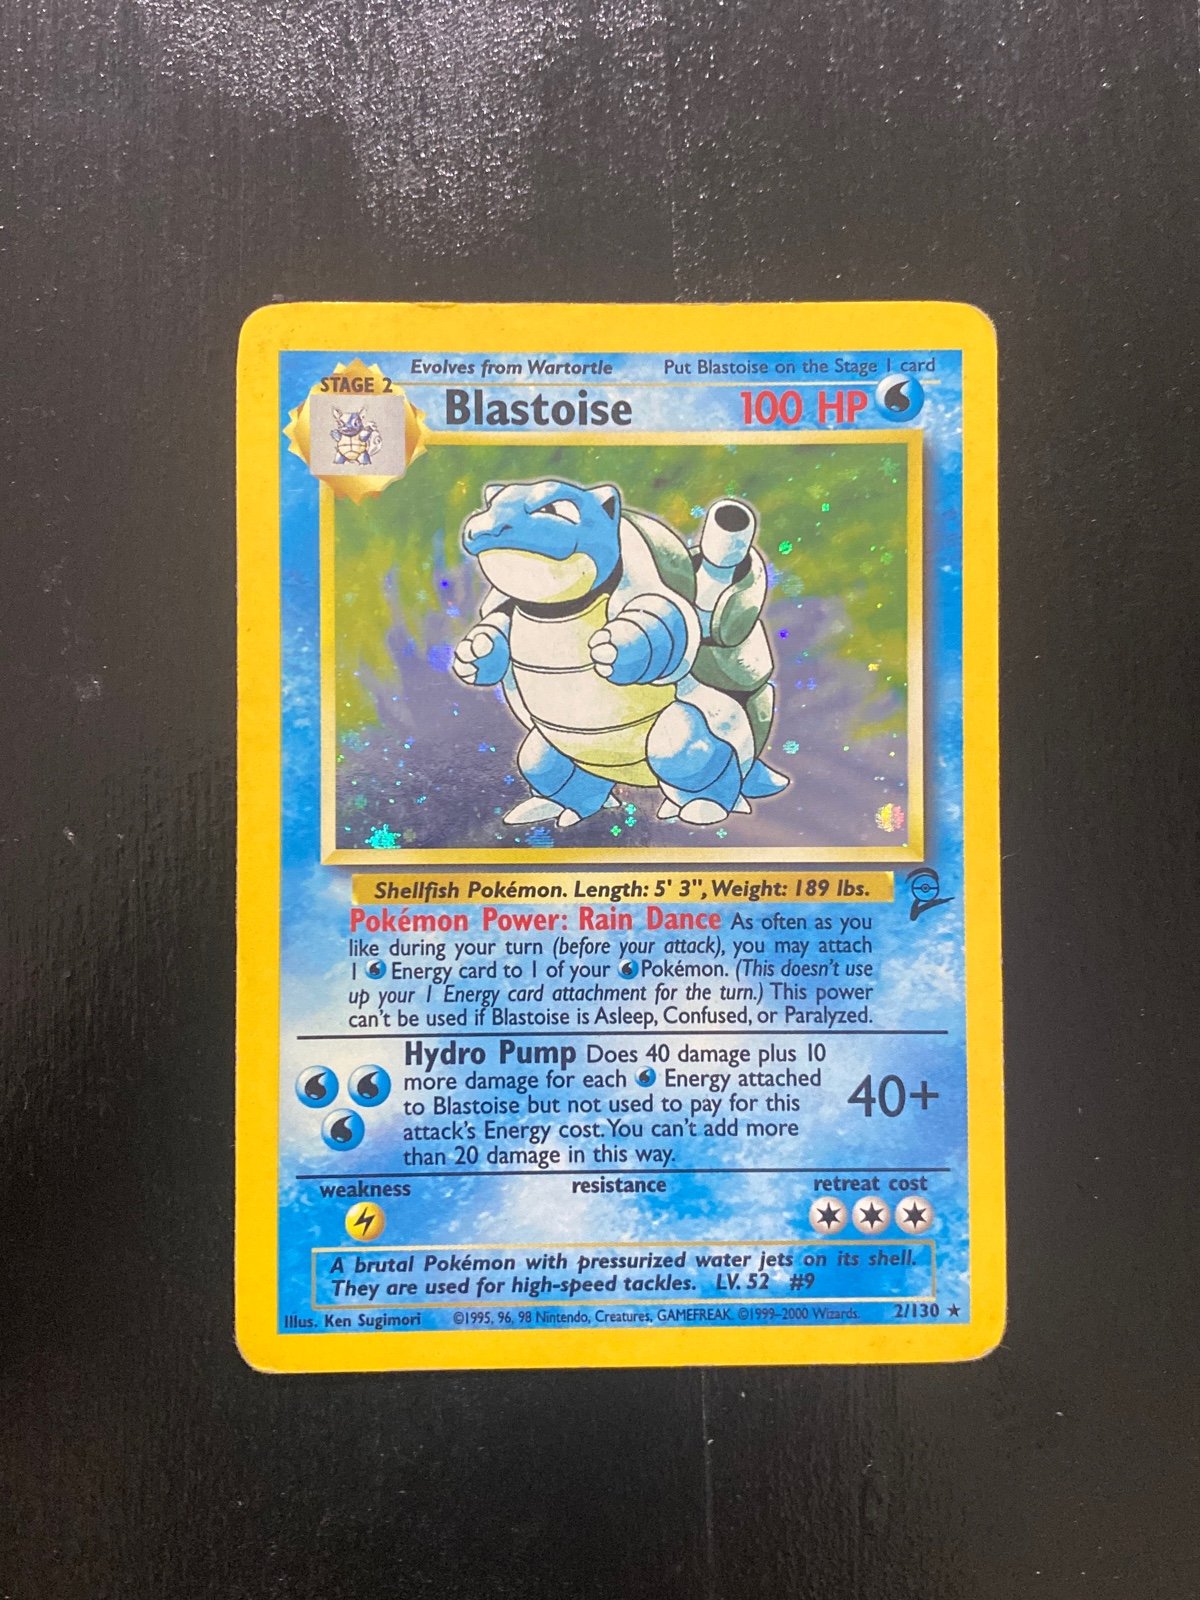 Evolves from Wartortle Put Blastoise on the Stage 1 card
STAGE 2
Blastoise 100 HP
Shellfish Pokémon. Length: 5' 3", Weight: 189 lbs.
Pokémon Power: Rain Dance As often as you
like during your turn (before your attack), you may attach
1 Energy card to 1 of your Pokémon. (This doesn't use
up your 1 Energy card attachment for the turn.) This power
can't be used if Blastoise is Asleep, Confused, or Paralyzed.
Hydro Pump Does 40 damage plus 10
more damage for each Energy attached
to Blastoise but not used to pay for this
attack's Energy cost. You can't add more
than 20 damage in this way.
40+
weakness resistance retreat cost
A brutal Pokémon with pressurized water jets on its shell.
They are used for high-speed tackles. LV. 52 #9
Illus. Ken Sugimori ©1995, 96, 98 Nintendo, Creatures, GAMEFREAK. ©1999–2000 Wizards. 2/130 ★